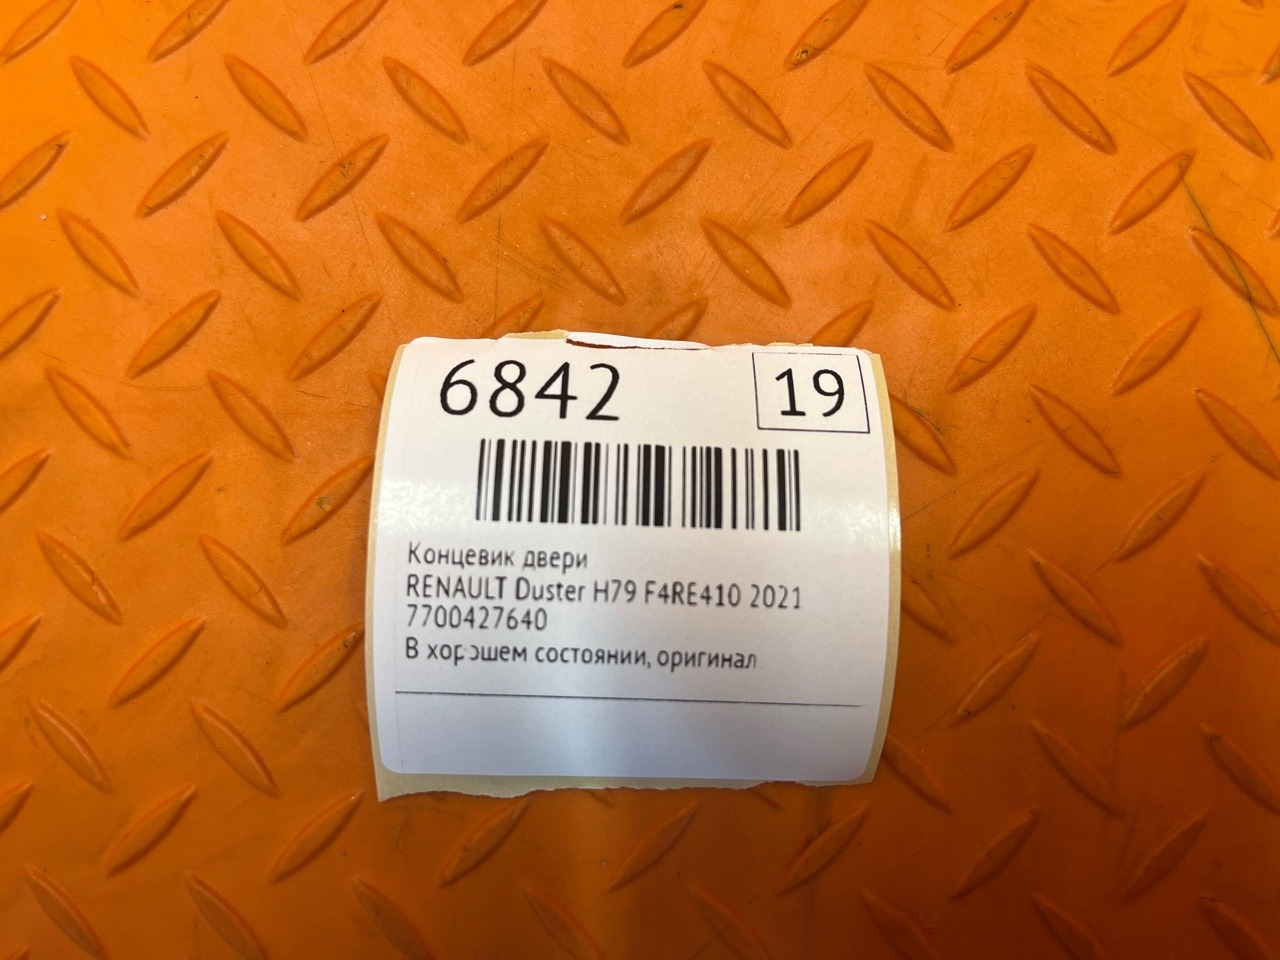 6842
19
Концевик двери
RENAULT Duster H79 F4RE410 2021
7700427640
В хорошем состоянии, оригинал